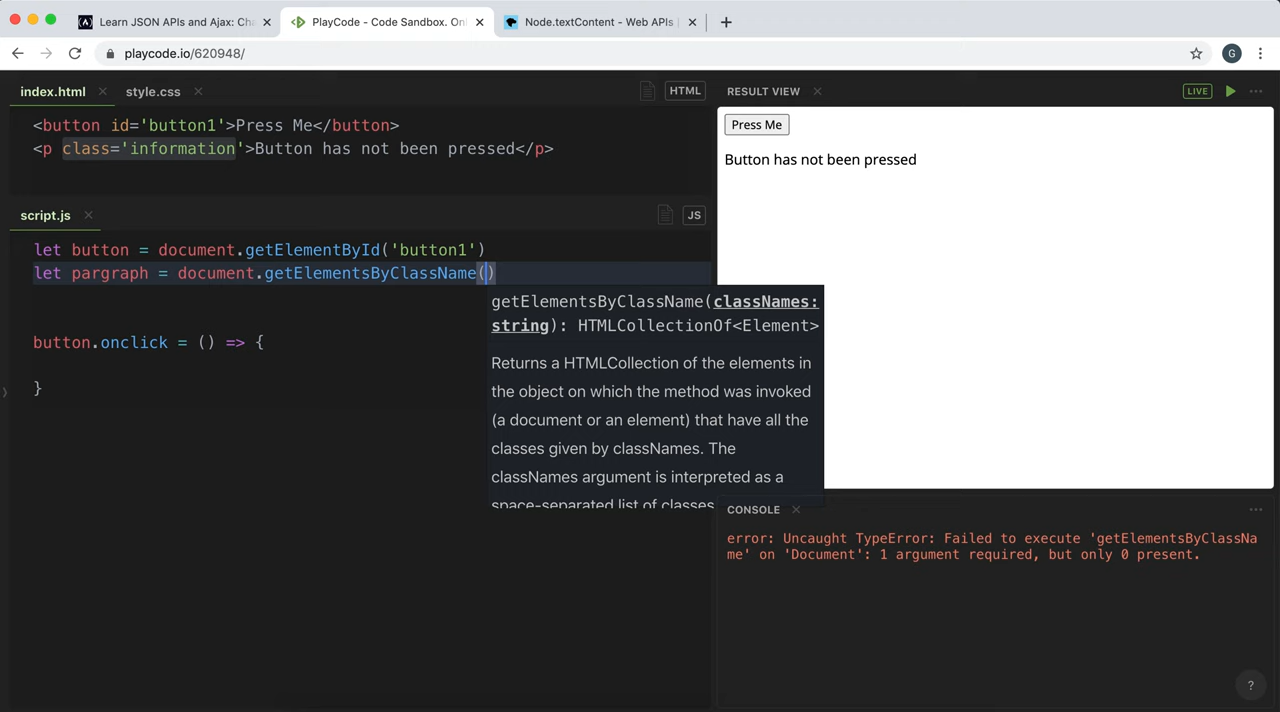 Learn JSON APIs and Ajax: Cha
PlayCode - Code Sandbox. Onl
Node.textContent - Web APIs |
playcode.io/620948/
G
index.html
style.css
HTML
<button id='button1'>Press Me</button>
<p class='information'>Button has not been pressed</p>
script.js
JS
let button = document.getElementById('button1')
let pargraph = document.getElementsByClassName()
getElementsByClassName(classNames:
string): HTMLCollectionOf<Element>
Returns a HTMLCollection of the elements in
the object on which the method was invoked
(a document or an element) that have all the
classes given by classNames. The
classNames argument is interpreted as a
space-separated list of classes
button.onclick = () => {
}
RESULT VIEW
LIVE
Press Me
Button has not been pressed
CONSOLE
error: Uncaught TypeError: Failed to execute 'getElementsByClassNa
me' on 'Document': 1 argument required, but only 0 present.
?